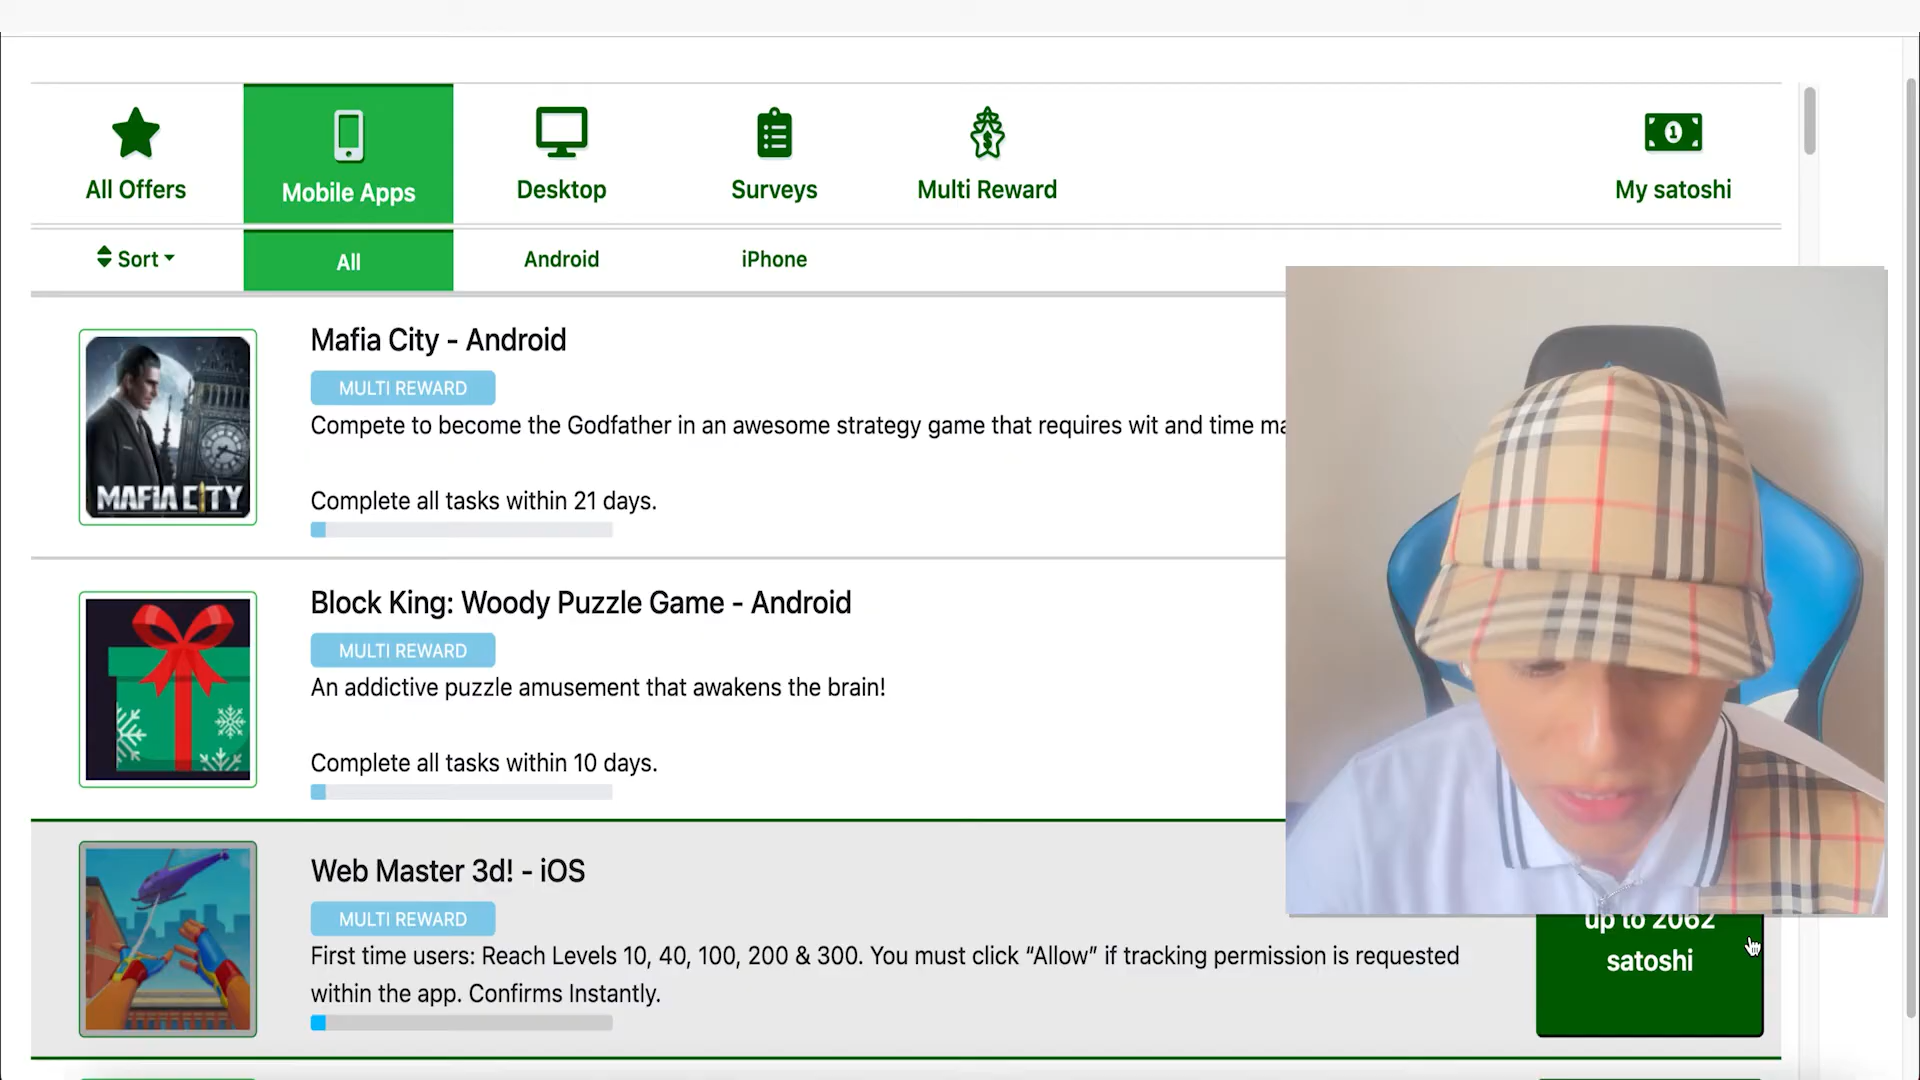 All Offers
Mobile Apps
Desktop
Surveys
Multi Reward
1
My satoshi
Sort
All
Android
iPhone
MAFIA CITY
Mafia City - Android
MULTI REWARD
Compete to become the Godfather in an awesome strategy game that requires wit and time
Complete all tasks within 21 days.
Block King: Woody Puzzle Game - Android
MULTI REWARD
An addictive puzzle amusement that awakens the brain!
Complete all tasks within 10 days.
Web Master 3d! - iOS
MULTI REWARD
First time users: Reach Levels 10, 40, 100, 200 & 300. You must click “Allow” if tracking permission is requested
within the app. Confirms Instantly.
up to 2062
satoshi